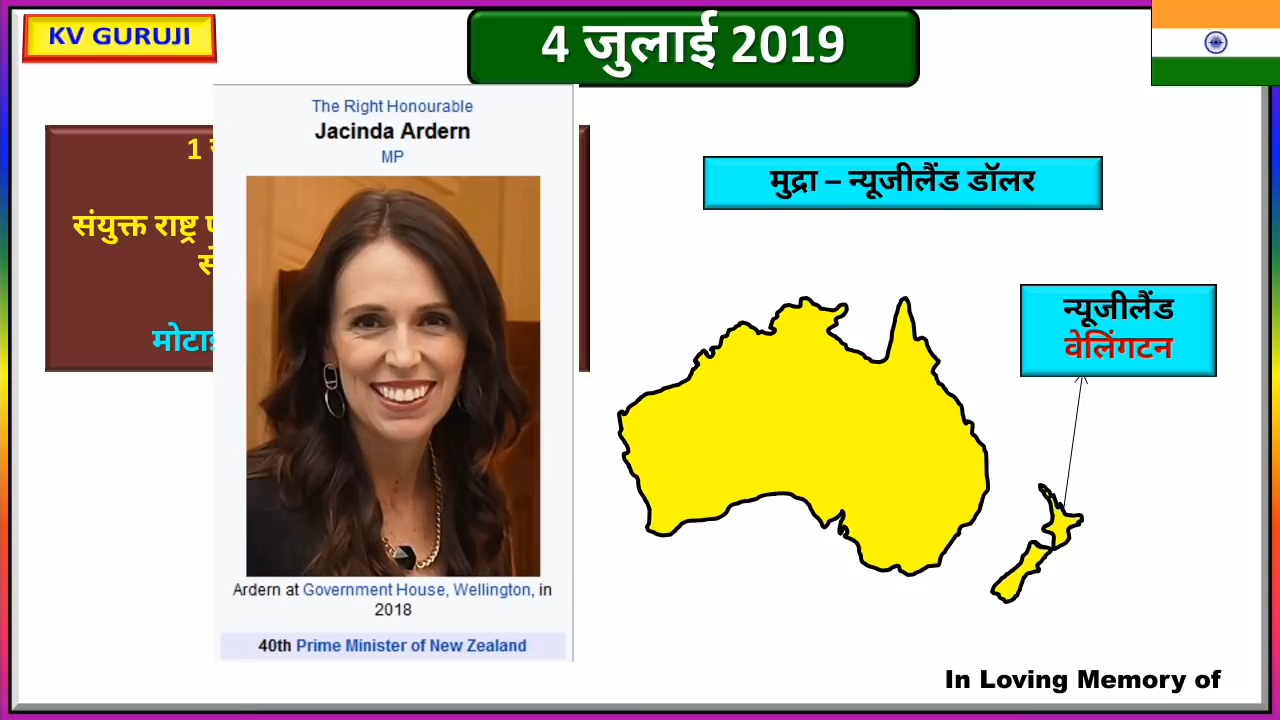 KV GURUJI
4 जुलाई 2019
The Right Honourable
Jacinda Ardern
MP
1
संयुक्त राष्ट्र
मुद्रा – न्यूजीलैंड डॉलर
न्यूजीलैंड
वेलिंगटन
Ardern at Government House, Wellington, in
2018
40th Prime Minister of New Zealand
In Loving Memory of